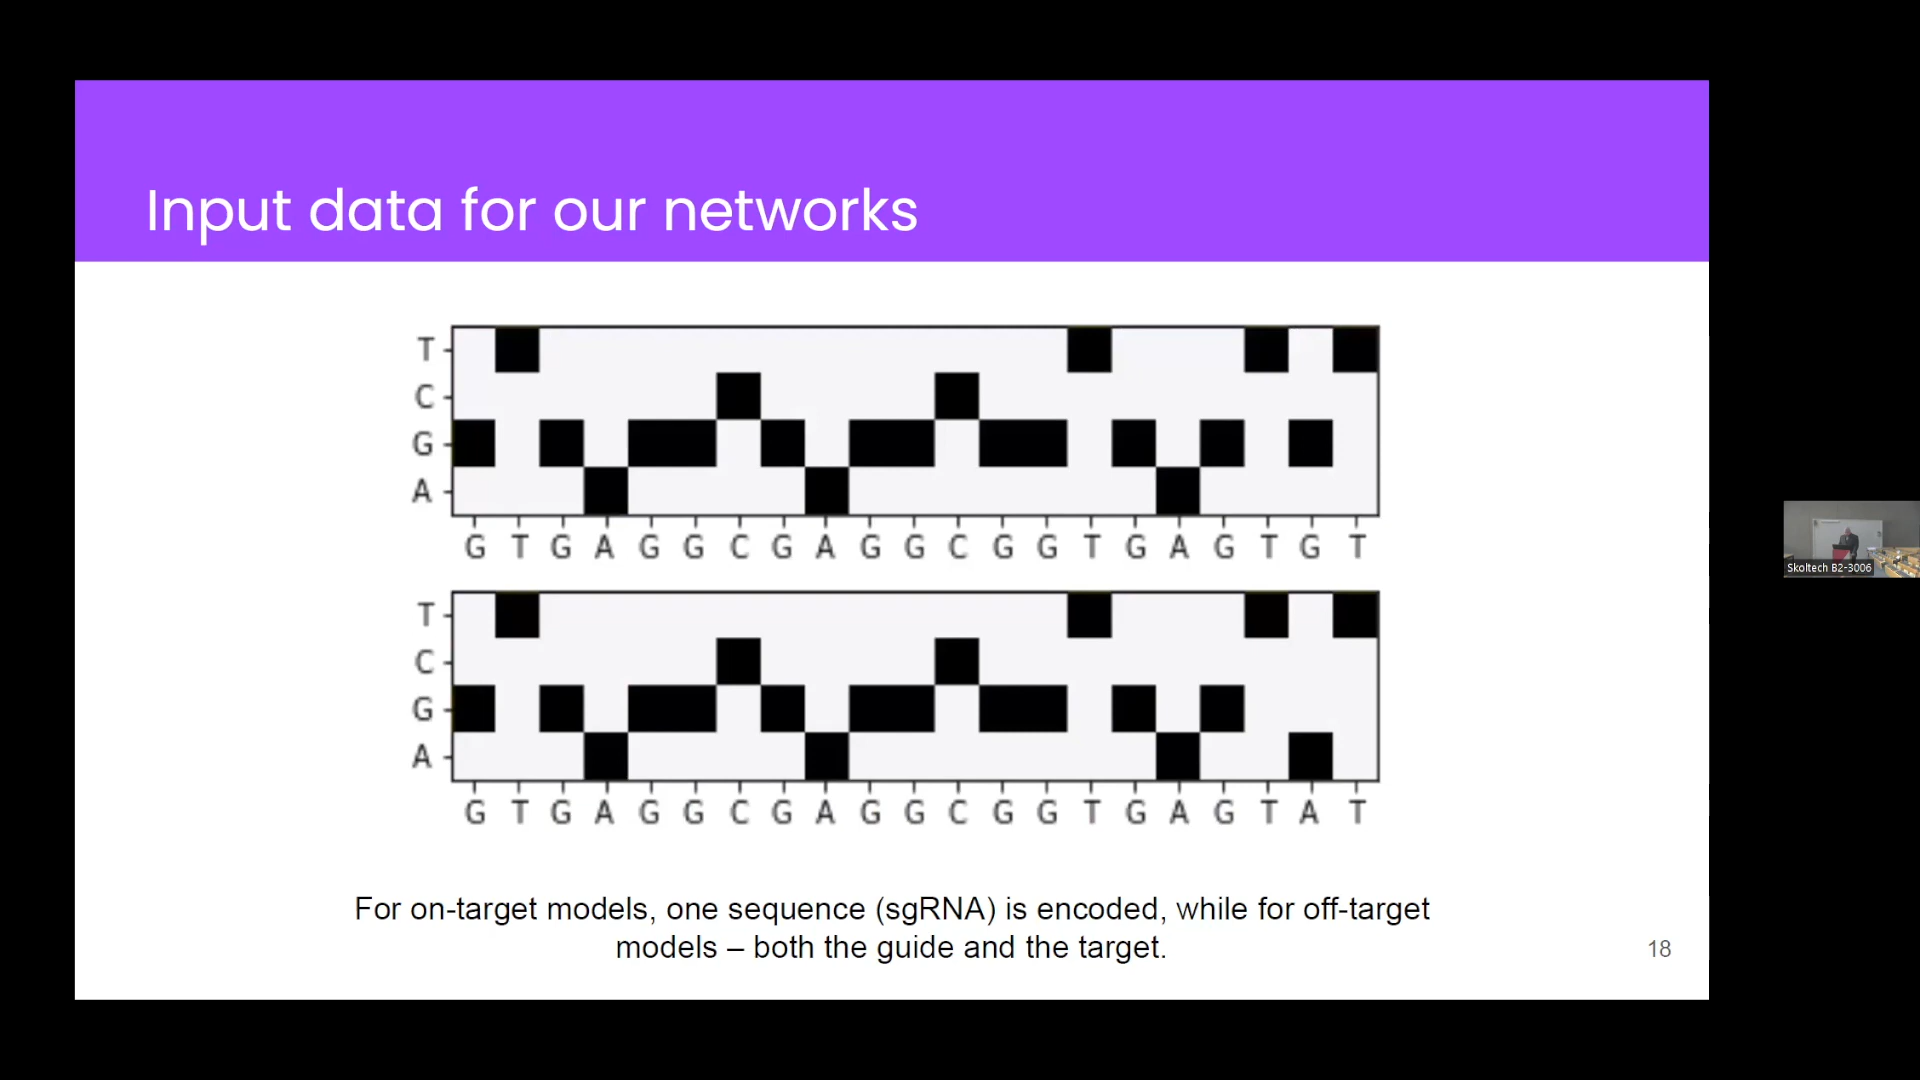 Input data for our networks
T
C
G
A
G T G A G G C G A G G C G G T G A G T G T
T
C
G
A
G T G A G G C G A G G C G G T G A G T A T
For on-target models, one sequence (sgRNA) is encoded, while for off-target
models – both the guide and the target.
18
Skoltech B2-3006